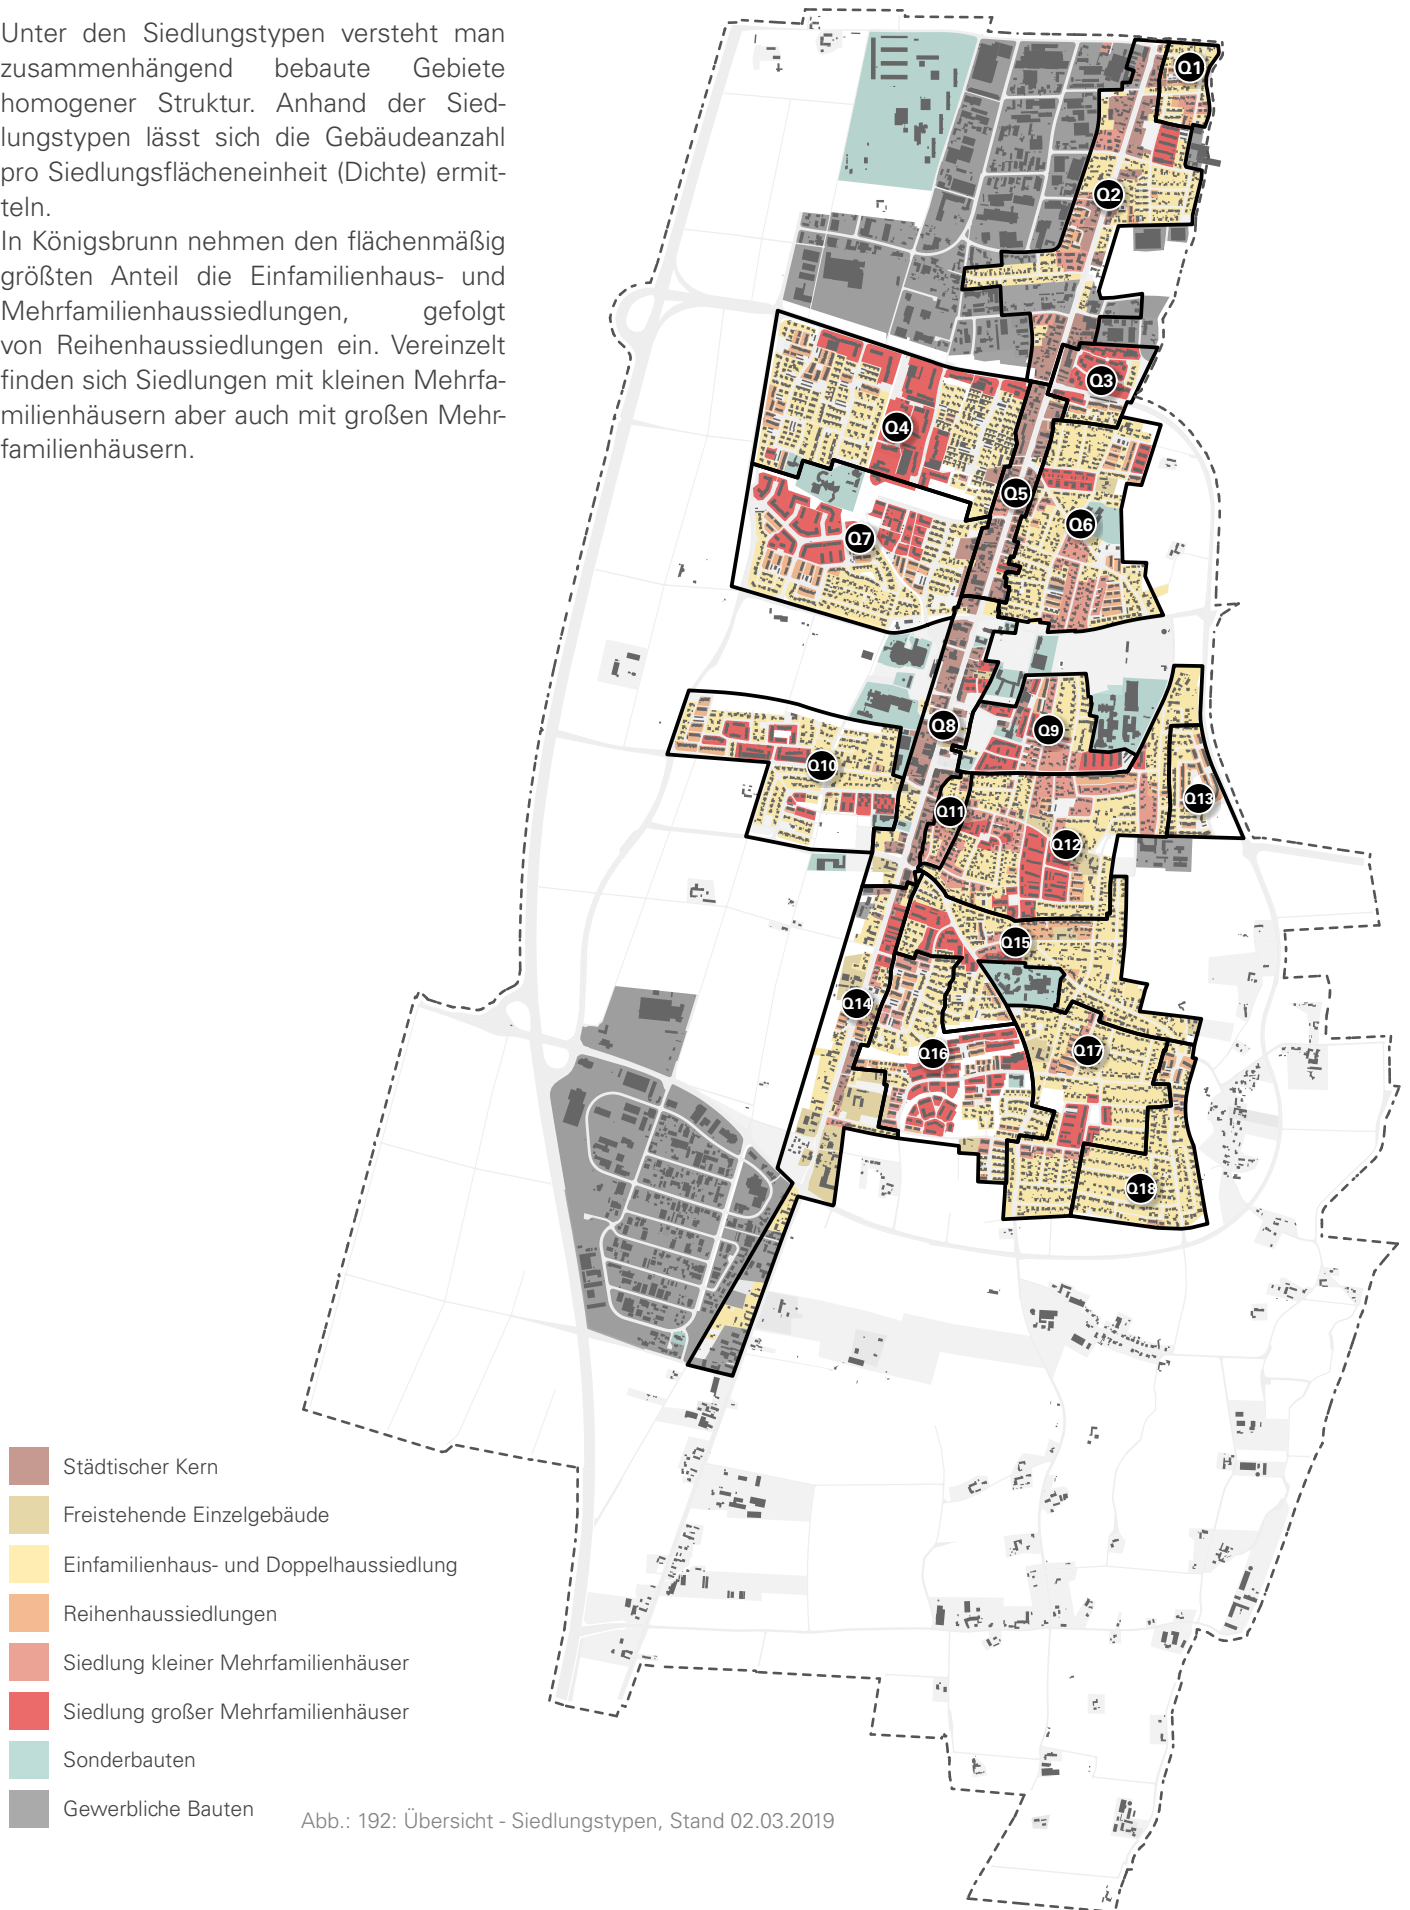 Unter den Siedlungstypen versteht man
zusammenhängend bebaute Gebiete
homogener Struktur. Anhand der Sied-
lungstypen lässt sich die Gebäudeanzahl
pro Siedlungsflächeneinheit (Dichte) ermit-
teln.
In Königsbrunn nehmen den flächenmäßig
größten Anteil die Einfamilienhaus- und
Mehrfamilienhaussiedlungen, gefolgt
von Reihenhaussiedlungen ein. Vereinzelt
finden sich Siedlungen mit kleinen Mehrfa-
milienhäusern aber auch mit großen Mehr-
familienhäusern.
Q1
Q2
Q3
Q4
Q5
Q6
Q7
Q8
Q9
Q10
Q11
Q12
Q13
Q14
Q15
Q16
Q17
Q18
Städtischer Kern
Freistehende Einzelgebäude
Einfamilienhaus- und Doppelhaussiedlung
Reihenhaussiedlungen
Siedlung kleiner Mehrfamilienhäuser
Siedlung großer Mehrfamilienhäuser
Sonderbauten
Gewerbliche Bauten
Abb.: 192: Übersicht - Siedlungstypen, Stand 02.03.2019